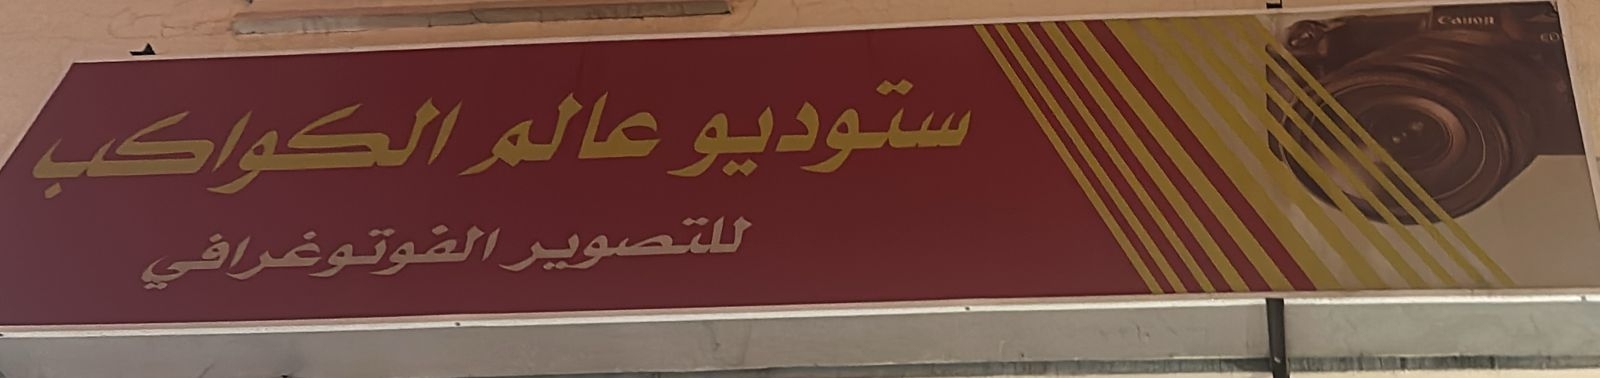 ستوديو عالم الكواكب
للتصوير الفوتوغرافي
Canon